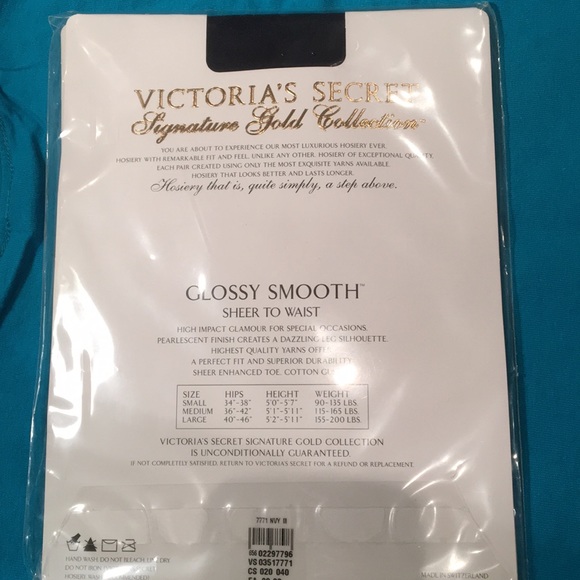 VICTORIA'S SECRET
Signature Gold Collection
YOU ARE ABOUT TO EXPERIENCE OUR MOST LUXURIOUS HOSIERY EVER.
HOSIERY WITH REMARKABLE FIT AND FEEL, UNLIKE ANY OTHER. HOSIERY OF EXCEPTIONAL QUALITY.
EACH PAIR CREATED USING ONLY THE MOST EXQUISITE YARNS AVAILABLE.
HOSIERY THAT LOOKS BETTER AND LASTS LONGER.
Hosiery that is, quite simply, a step above.
GLOSSY SMOOTH™
SHEER TO WAIST
HIGH IMPACT GLAMOUR FOR SPECIAL OCCASIONS.
PEARLESCENT FINISH CREATES A DAZZLING LEG SILHOUETTE.
HIGHEST QUALITY YARNS
A PERFECT FIT AND SUPERIOR DURABILITY.
SHEER ENHANCED TOE, COTTON
SIZE HIPS HEIGHT WEIGHT
SMALL 34"-38" 5'0"-5'7" 90-135 LBS.
MEDIUM 36"-42" 5'1"-5'11" 115-165 LBS.
LARGE 40"-46" 5'2"-5'11" 155-200 LBS.
VICTORIA'S SECRET SIGNATURE GOLD COLLECTION
IS UNCONDITIONALLY GUARANTEED.
IF NOT COMPLETELY SATISFIED, RETURN TO VICTORIA'S SECRET FOR A REFUND OR REPLACEMENT.
7771 NVY
02297796
VS 03517771
CS 020 040
HAND WASH. DO NOT BLEACH. DRY.
DO NOT IRON
MADE IN SWITZERLAND